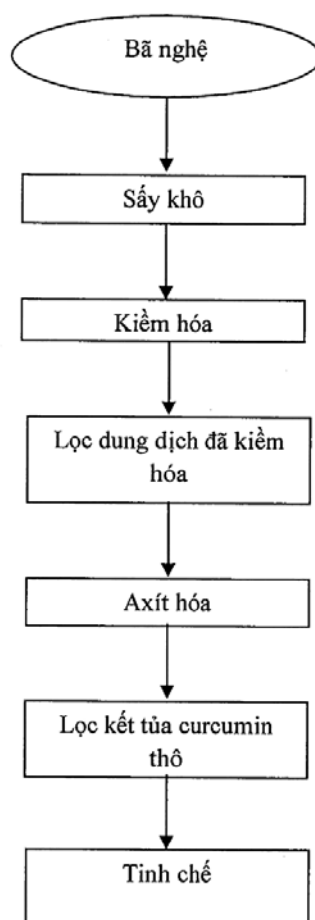 Bã nghệ
Sấy khô
Kiềm hóa
Lọc dung dịch đã kiềm
hóa
Axít hóa
Lọc kết tủa curcumin
thô
Tinh chế